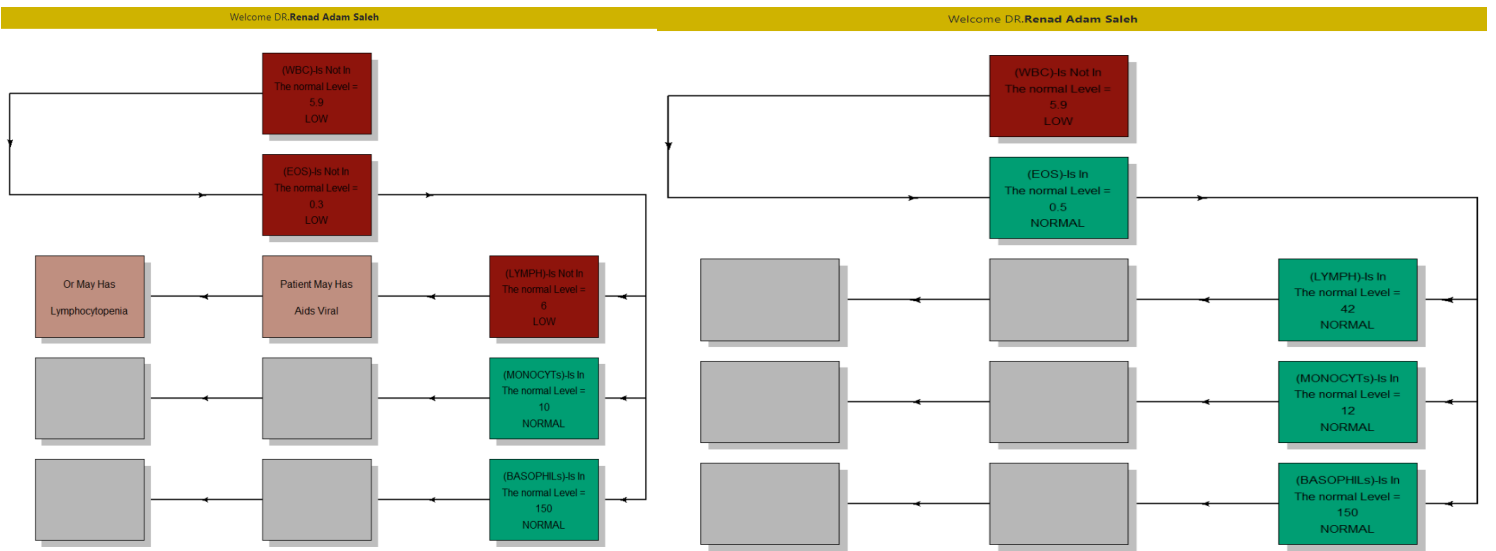 Welcome DR.Renad Adam Saleh
(WBC)-Is Not In
The normal Level =
5.9
LOW
(EOS)-Is Not In
The normal Level =
0.3
LOW
Or May Has
Lymphocytopenia
Patient May Has
Aids Viral
(LYMPH)-Is Not In
The normal Level =
6
LOW
(MONOCYTs)-Is In
The normal Level =
10
NORMAL
(BASOPHILs)-Is In
The normal Level =
150
NORMAL
Welcome DR.Renad Adam Saleh
(WBC)-Is Not In
The normal Level =
5.9
LOW
(EOS)-Is In
The normal Level =
0.5
NORMAL
(LYMPH)-Is In
The normal Level =
42
NORMAL
(MONOCYTs)-Is In
The normal Level =
12
NORMAL
(BASOPHILs)-Is In
The normal Level =
150
NORMAL